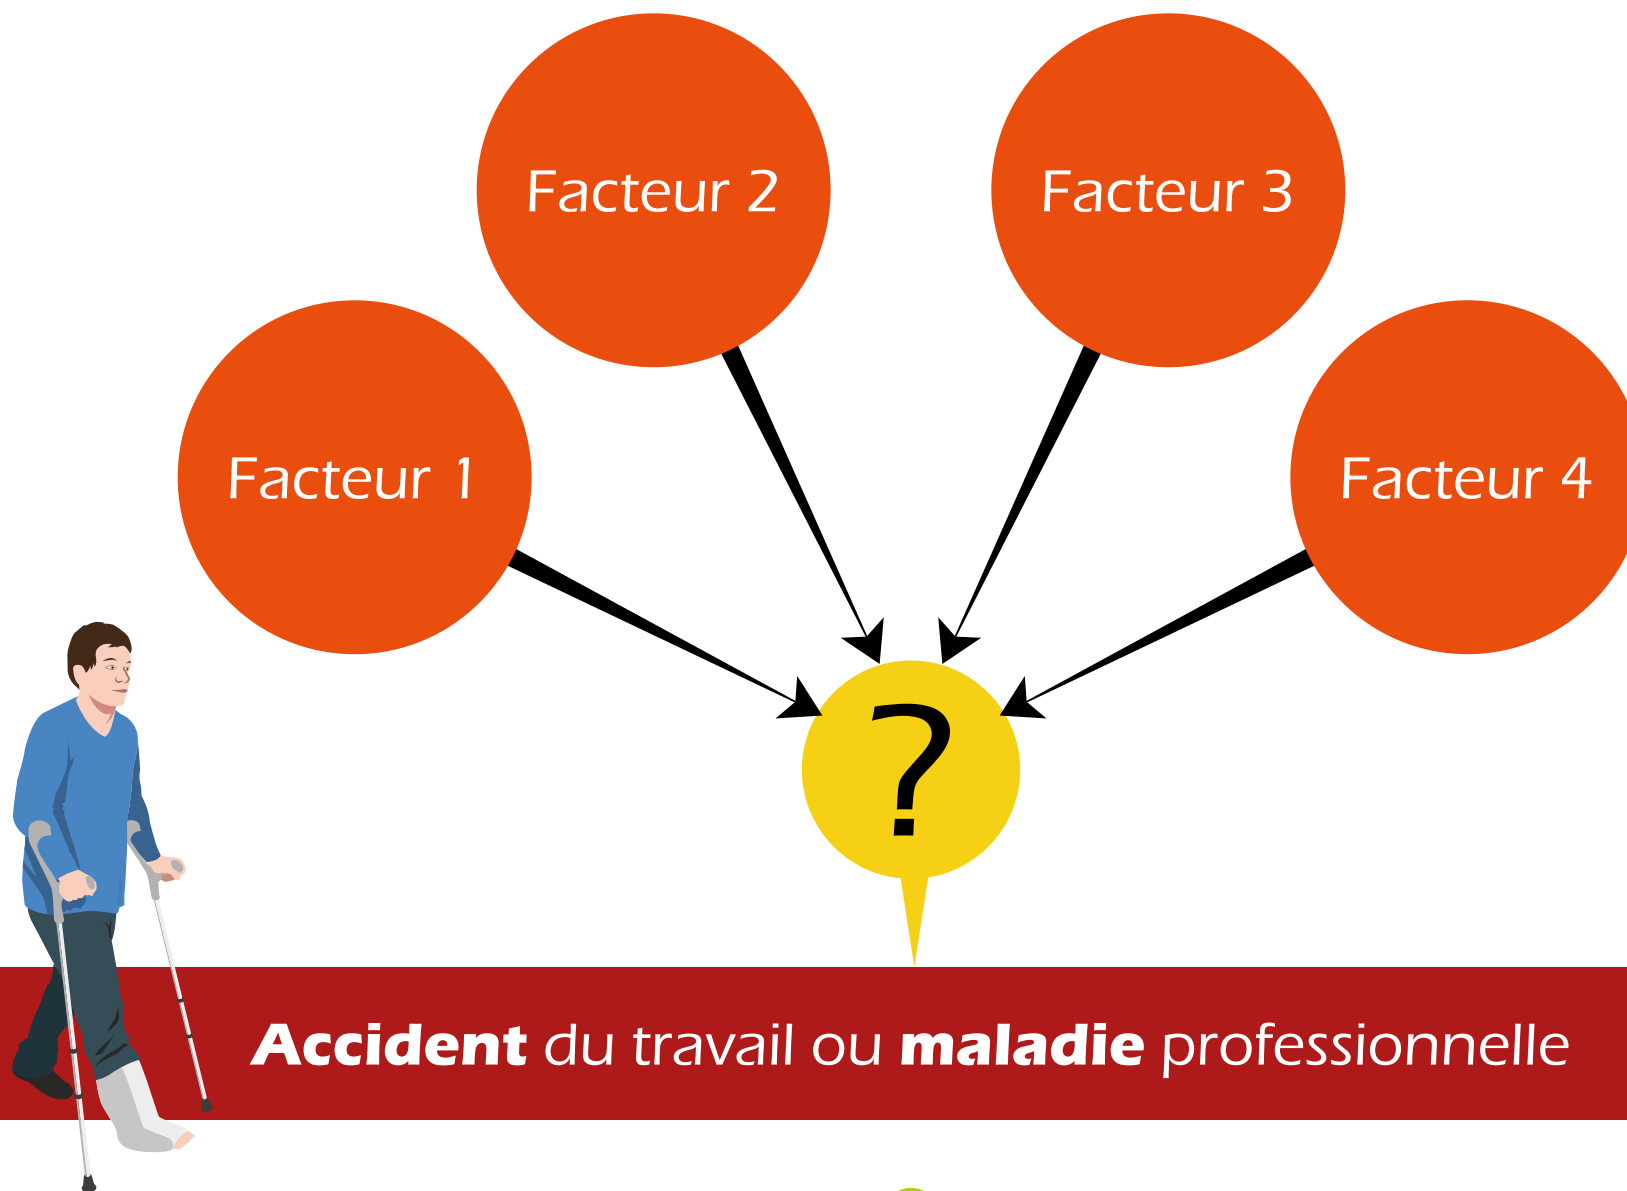 Facteur 2
Facteur 3
Facteur 1
Facteur 4
?
Accident du travail ou maladie professionnelle